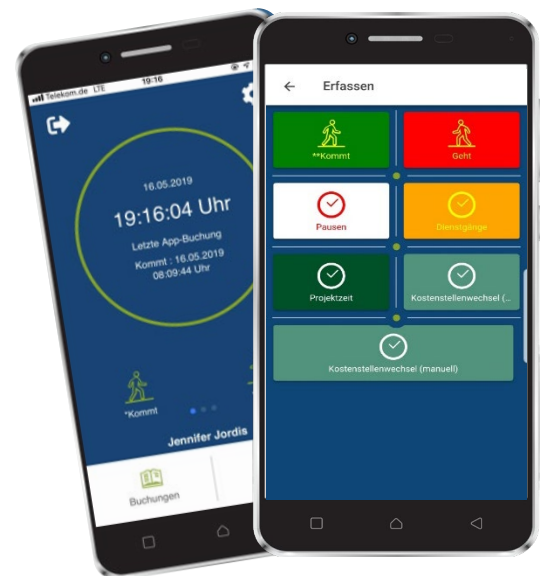 Telekom.de LTE 19:16
16.05.2019
19:16:04 Uhr
Letzte App-Buchung
Kommt : 16.05.2019
08:09:44 Uhr
*Kommt
Jennifer Jordis
Buchungen
Erfassen
**Kommt
Geht
Pausen
Dienstgänge
Projektzeit
Kostenstellenwechsel (...
Kostenstellenwechsel (manuell)